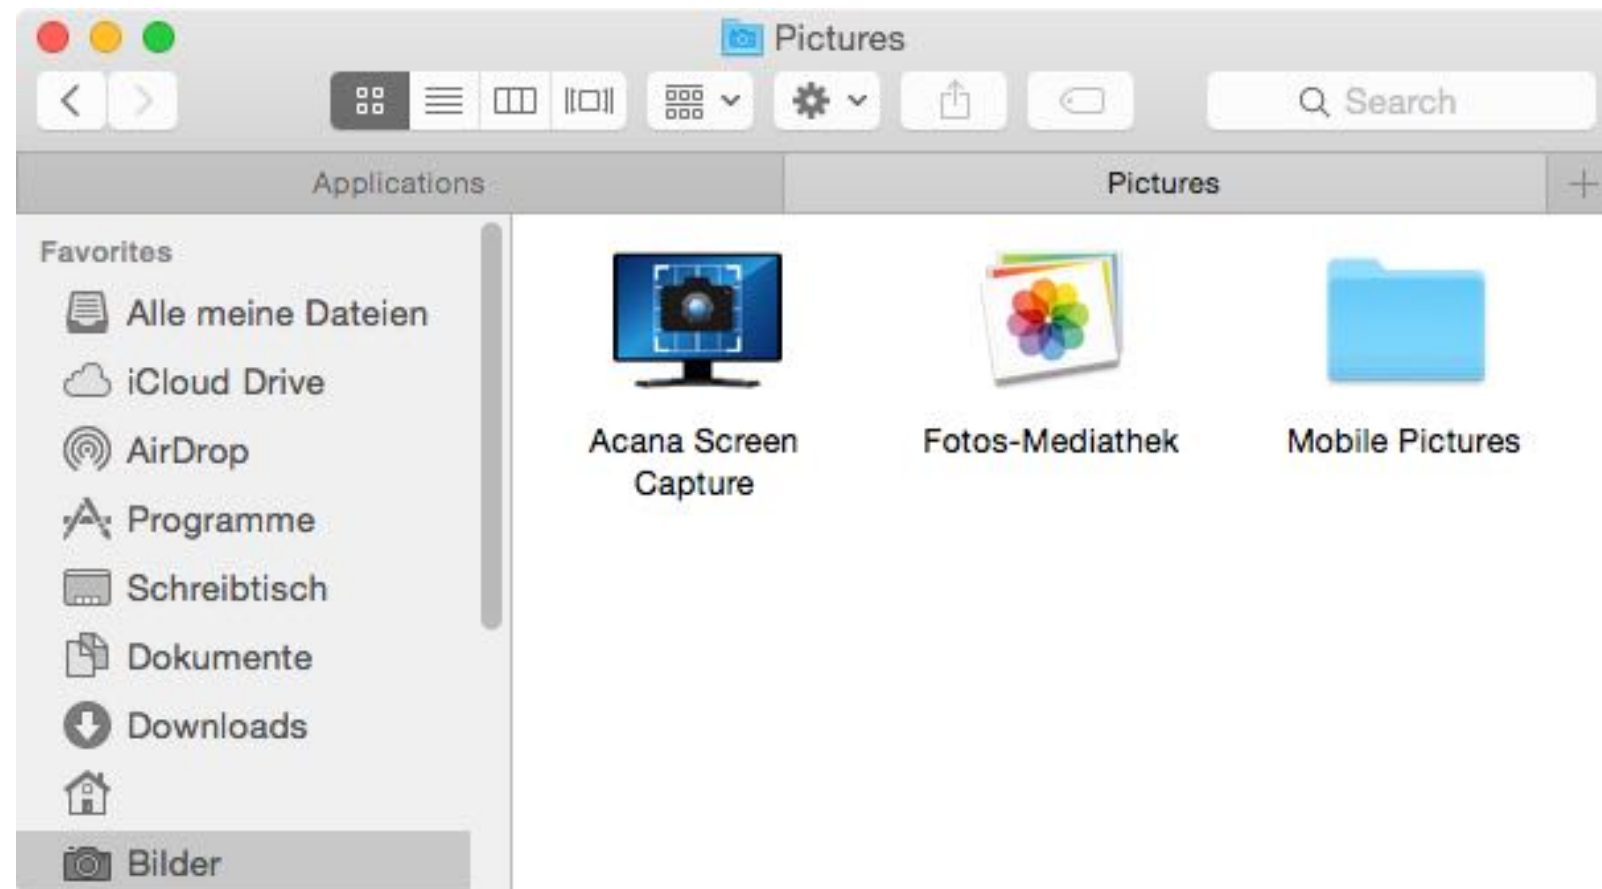 Pictures
Search
Applications
Pictures
Favorites
Alle meine Dateien
iCloud Drive
AirDrop
Programme
Schreibtisch
Dokumente
Downloads
Bilder
Acana Screen
Capture
Fotos-Mediathek
Mobile Pictures